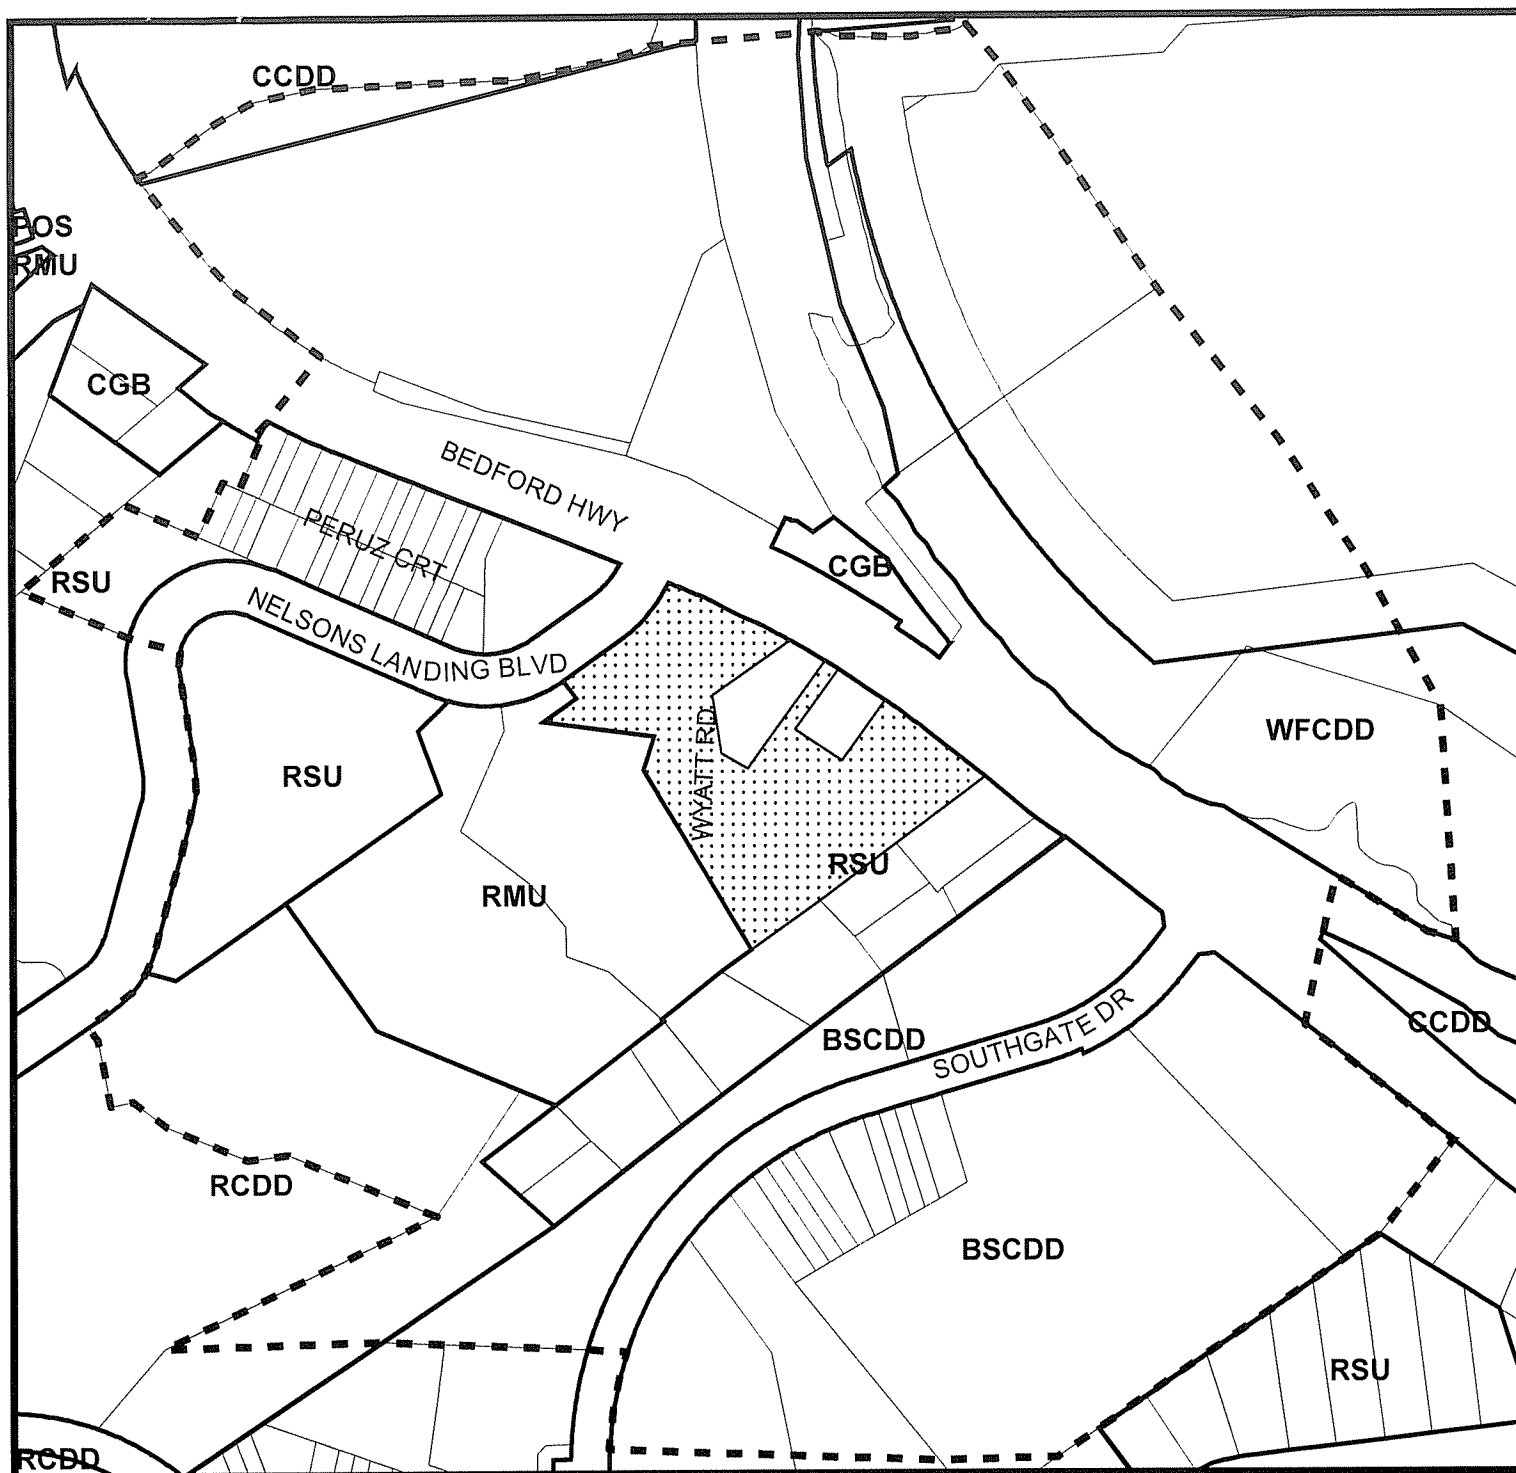 CCDD
POS
RMU
CGB
BEDFORD HWY
PERUZ CRT
CGB
RSU
NELSONS LANDING BLVD
WFCDD
WYATT RD
RSU
RSU
RMU
BSCDD
SOUTHGATE DR
CCDD
RCDD
BSCDD
RSU
RCDD